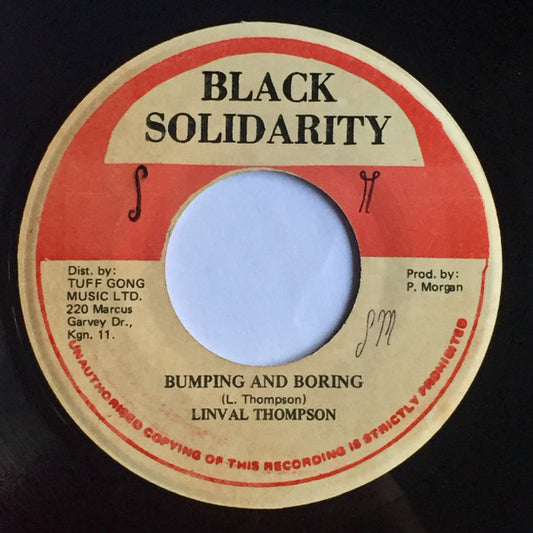 BLACK
SOLIDARITY
S M
Dist. by:
TUFF GONG
MUSIC LTD.
220 Marcus
Garvey Dr.,
Kgn. 11.
Prod. by:
P. Morgan
SM
BUMPING AND BORING
(L. Thompson)
LINVAL THOMPSON
UNAUTHORISED COPYING OF THIS RECORDING IS STRICTLY PROHIBITED